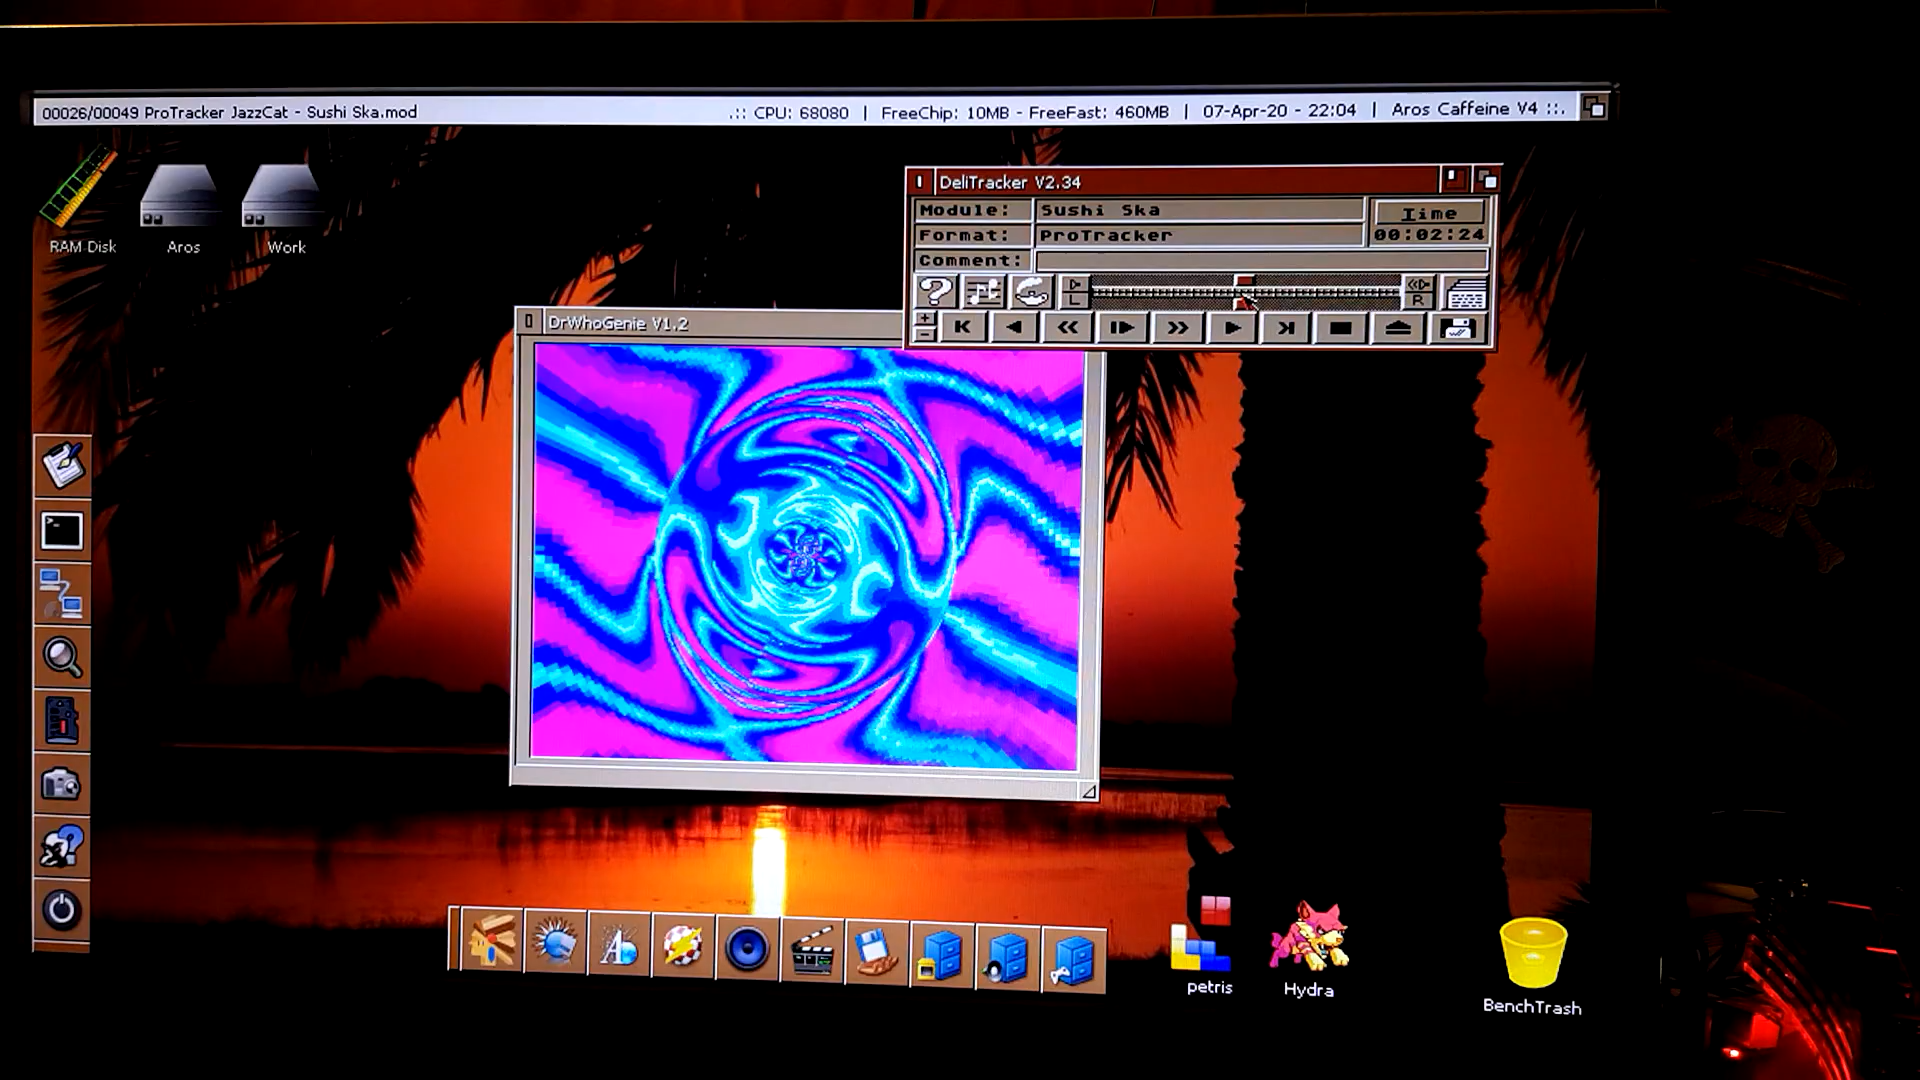 00026/00049 ProTracker JazzCat - Sushi Ska.mod
.:: CPU: 68080 | FreeChip: 10MB - FreeFast: 460MB | 07-Apr-20 - 22:04 | Aros Caffeine V4 ::.
RAM Disk
Aros
Work
DeliTracker V2.34
Module: Sushi Ska
Time
Format: ProTracker
00:02:24
Comment:
L
R
DrWhoGenie V1.2
petris
Hydra
BenchTrash